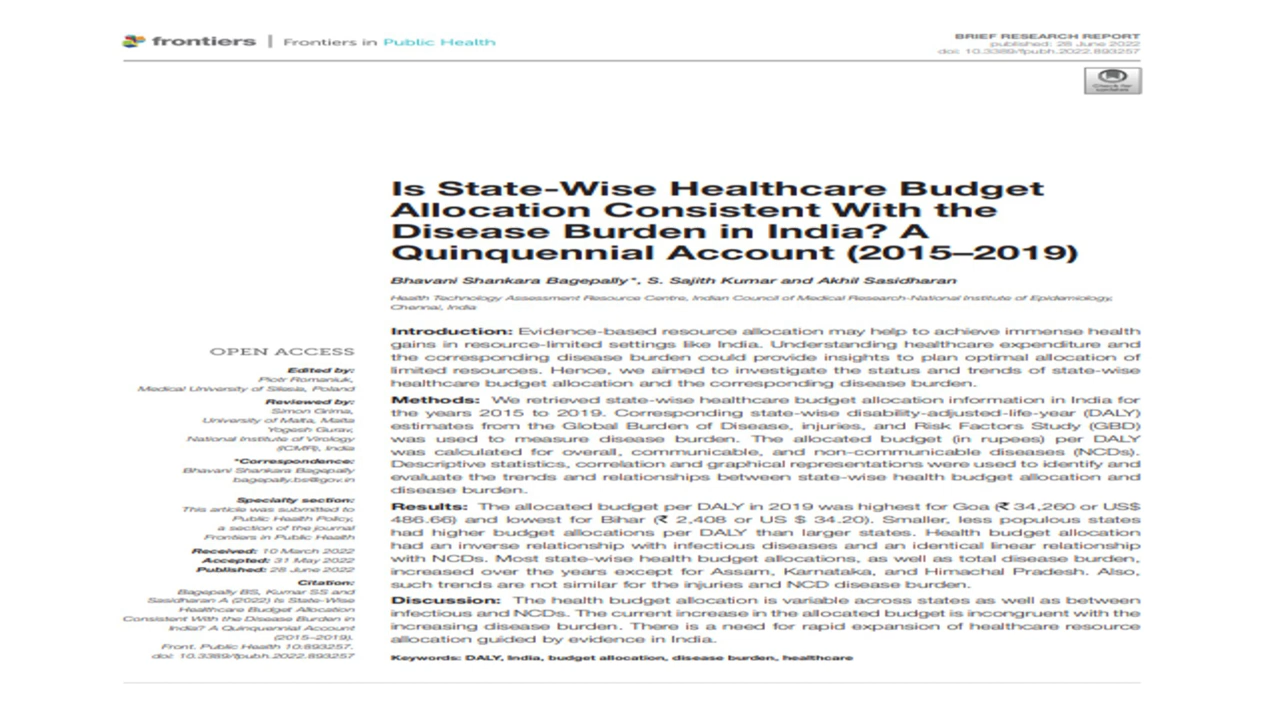 frontiers | Frontiers in Public Health
BRIEF RESEARCH REPORT
published: 28 June 2022
doi: 10.3389/fpubh.2022.893257
Check for
updates
Is State-Wise Healthcare Budget
Allocation Consistent With the
Disease Burden in India? A
Quinquennial Account (2015–2019)
Bhavani Shankara Bagepally*, S. Sajith Kumar and Akhil Sasidharan
Health Technology Assessment Resource Centre, Indian Council of Medical Research-National Institute of Epidemiology,
Chennai, India
OPEN ACCESS
Edited by:
Piotr Romaniuk,
Medical University of Silesia, Poland
Reviewed by:
Simon Grima,
University of Malta, Malta
Yogesh Gurav,
National Institute of Virology
(ICMR), India
*Correspondence:
Bhavani Shankara Bagepally
bagepally.bs@gov.in
Specialty section:
This article was submitted to
Public Health Policy,
a section of the journal
Frontiers in Public Health
Received: 10 March 2022
Accepted: 31 May 2022
Published: 28 June 2022
Citation:
Bagepally BS, Kumar SS and
Sasidharan A (2022) Is State-Wise
Healthcare Budget Allocation
Consistent With the Disease Burden in
India? A Quinquennial Account
(2015–2019).
Front. Public Health 10:893257.
doi: 10.3389/fpubh.2022.893257
Introduction: Evidence-based resource allocation may help to achieve immense health
gains in resource-limited settings like India. Understanding healthcare expenditure and
the corresponding disease burden could provide insights to plan optimal allocation of
limited resources. Hence, we aimed to investigate the status and trends of state-wise
healthcare budget allocation and the corresponding disease burden.
Methods: We retrieved state-wise healthcare budget allocation information in India for
the years 2015 to 2019. Corresponding state-wise disability-adjusted-life-year (DALY)
estimates from the Global Burden of Disease, injuries, and Risk Factors Study (GBD)
was used to measure disease burden. The allocated budget (in rupees) per DALY
was calculated for overall, communicable, and non-communicable diseases (NCDs).
Descriptive statistics, correlation and graphical representations were used to identify and
evaluate the trends and relationships between state-wise health budget allocation and
disease burden.
Results: The allocated budget per DALY in 2019 was highest for Goa (₹ 34,260 or US$
486.66) and lowest for Bihar (₹ 2,408 or US $ 34.20). Smaller, less populous states
had higher budget allocations per DALY than larger states. Health budget allocation
had an inverse relationship with infectious diseases and an identical linear relationship
with NCDs. Most state-wise health budget allocations, as well as total disease burden,
increased over the years except for Assam, Karnataka, and Himachal Pradesh. Also,
such trends are not similar for the injuries and NCD disease burden.
Discussion: The health budget allocation is variable across states as well as between
infectious and NCDs. The current increase in the allocated budget is incongruent with the
increasing disease burden. There is a need for rapid expansion of healthcare resource
allocation guided by evidence in India.
Keywords: DALY, India, budget allocation, disease burden, healthcare